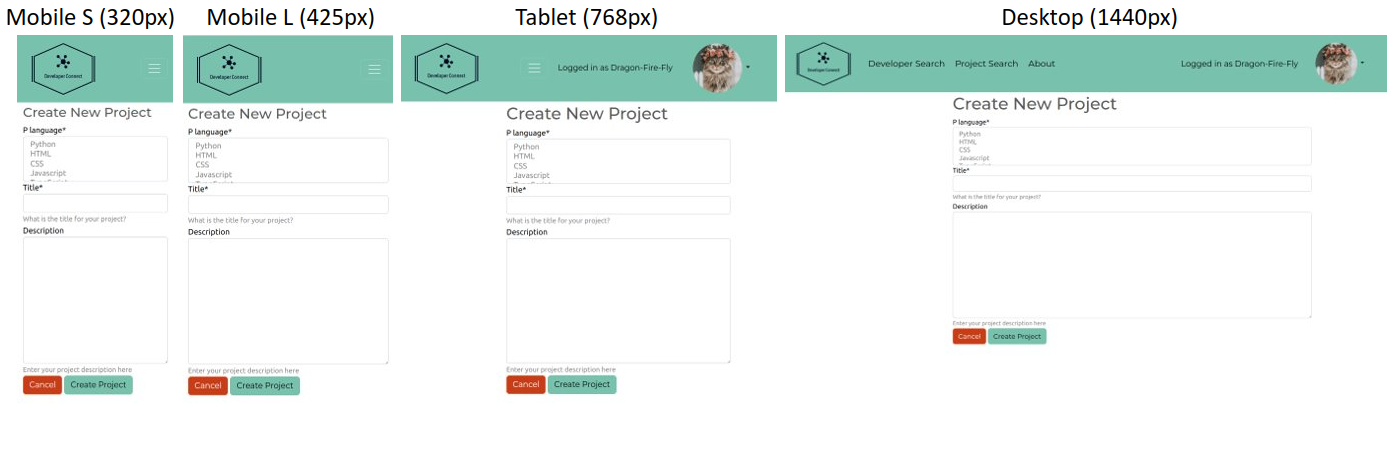 Mobile S (320px)
Developer Connect
Create New Project
P language*
Python
HTML
CSS
Javascript
Title*
What is the title for your project?
Description
Enter your project description here
Cancel
Create Project
Mobile L (425px)
Developer Connect
Create New Project
P language*
Python
HTML
CSS
Javascript
Title*
What is the title for your project?
Description
Enter your project description here
Cancel
Create Project
Tablet (768px)
Developer Connect
Logged in as Dragon-Fire-Fly
Create New Project
P language*
Python
HTML
CSS
Javascript
Title*
What is the title for your project?
Description
Enter your project description here
Cancel
Create Project
Desktop (1440px)
Developer Connect
Developer Search
Project Search
About
Logged in as Dragon-Fire-Fly
Create New Project
P language*
Python
HTML
CSS
Javascript
Title*
What is the title for your project?
Description
Enter your project description here
Cancel
Create Project